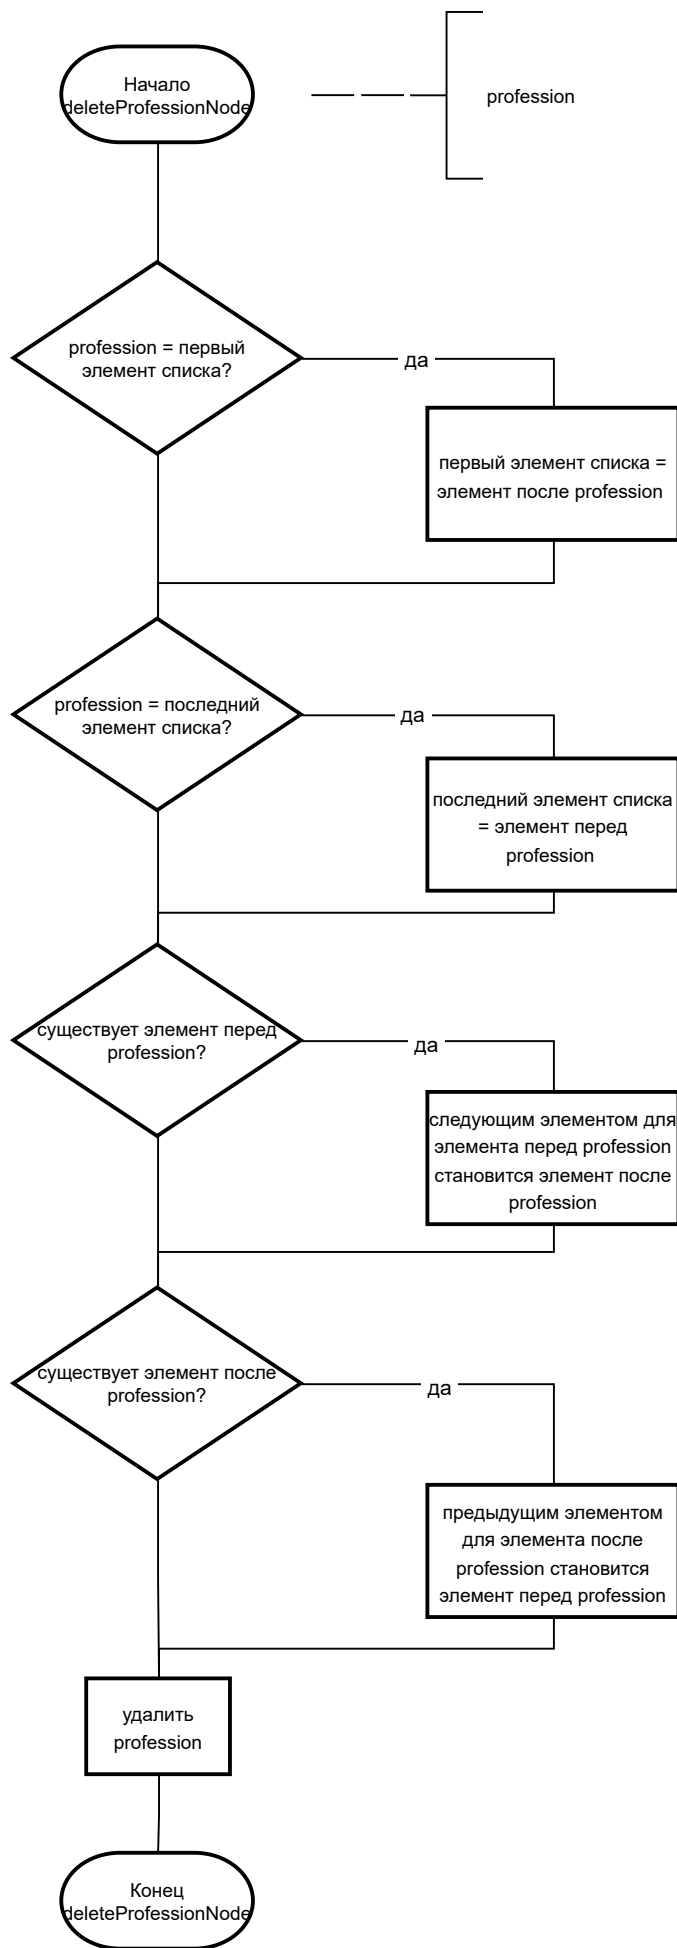 Начало
deleteProfessionNode
profession
profession = первый
элемент списка?
да
первый элемент списка =
элемент после profession
profession = последний
элемент списка?
да
последний элемент списка
= элемент перед
profession
существует элемент перед
profession?
да
следующим элементом для
элемента перед profession
становится элемент после
profession
существует элемент после
profession?
да
предыдущим элементом
для элемента после
profession становится
элемент перед profession
удалить
profession
Конец
deleteProfessionNode